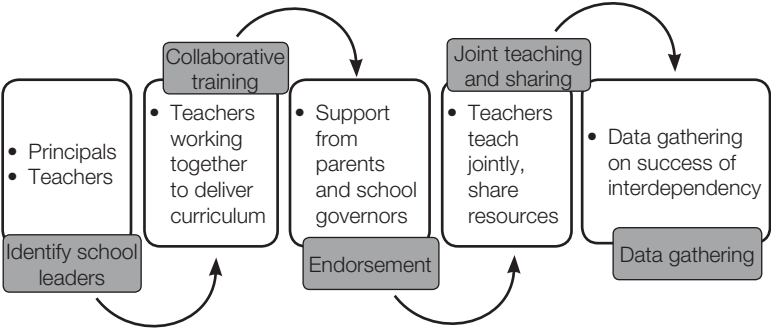 • Principals
• Teachers
Identify school
leaders
Collaborative
training
• Teachers
working
together
to deliver
curriculum
• Support
from
parents
and school
governors
Endorsement
Joint teaching
and sharing
• Teachers
teach
jointly,
share
resources
• Data gathering
on success of
interdependency
Data gathering